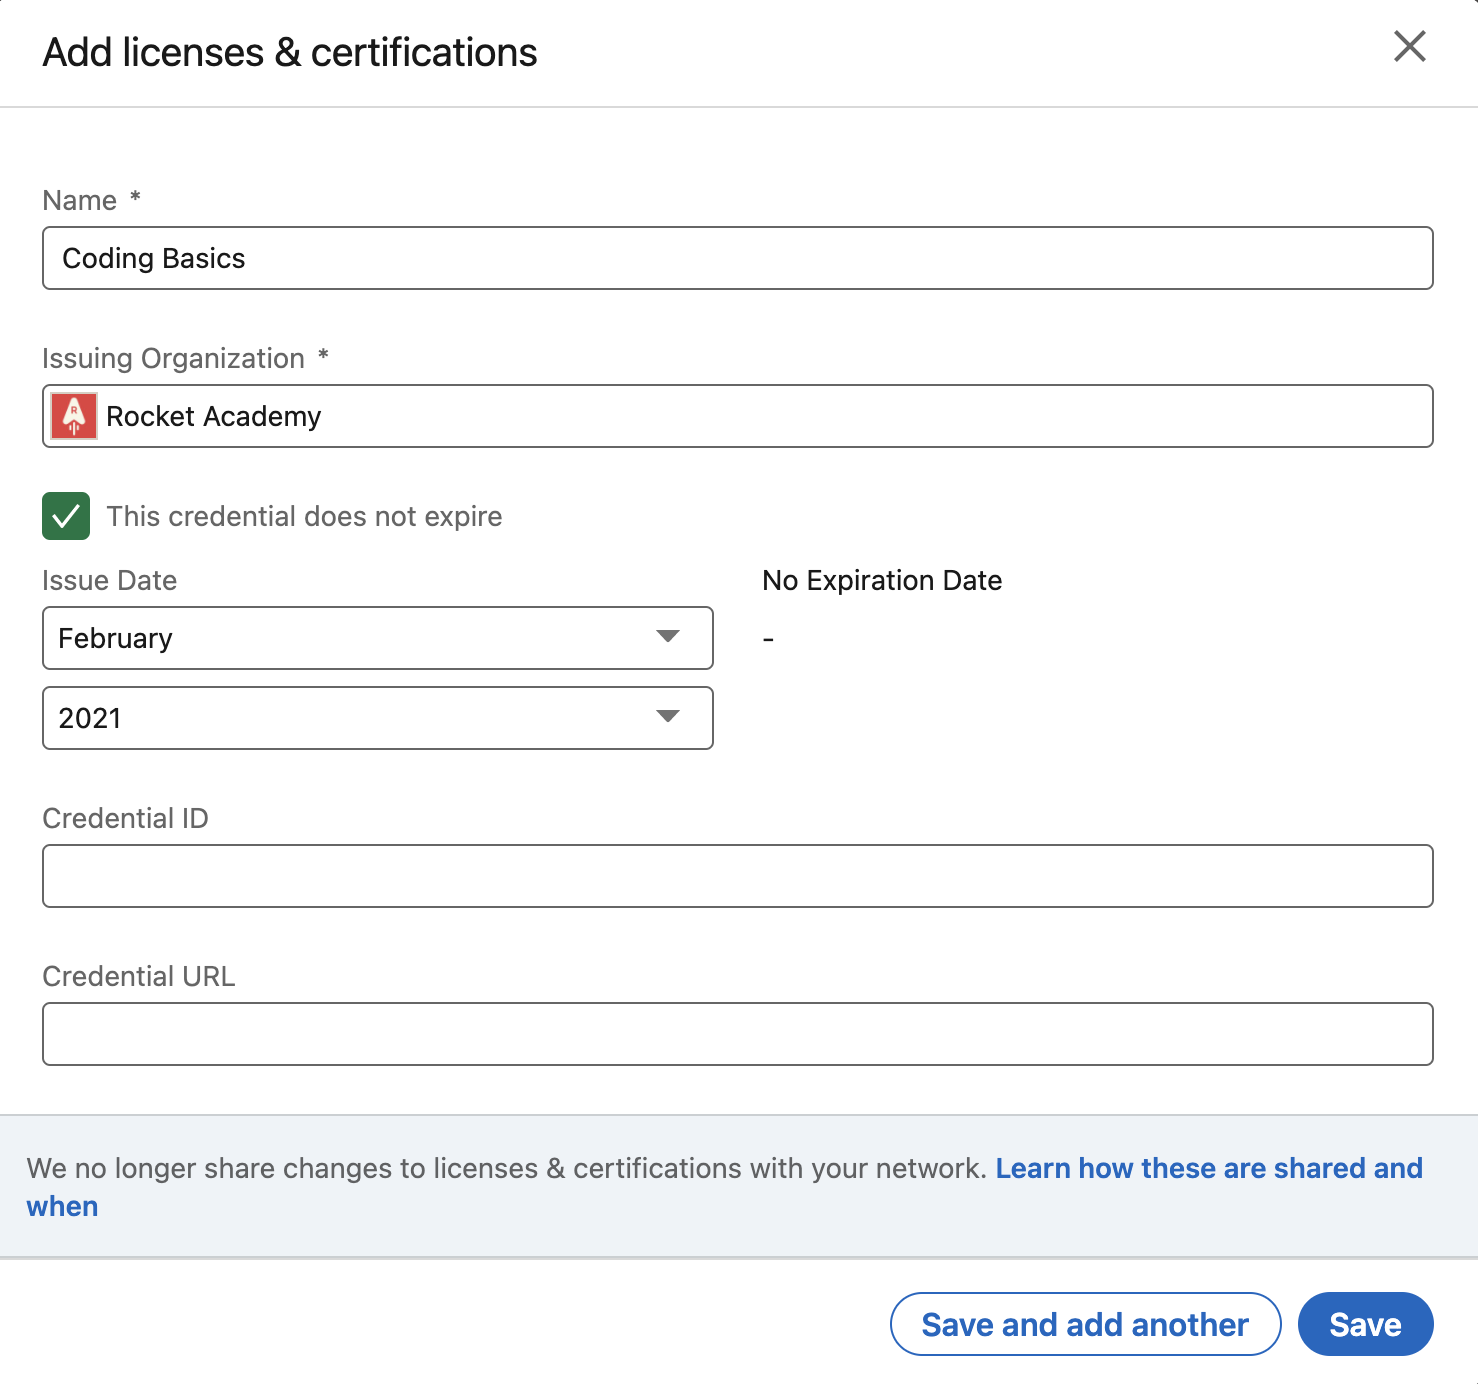 Add licenses & certifications
Name *
Coding Basics
Issuing Organization *
R
Rocket Academy
This credential does not expire
Issue Date
No Expiration Date
February
-
2021
Credential ID
Credential URL
We no longer share changes to licenses & certifications with your network. Learn how these are shared and
when
Save and add another
Save